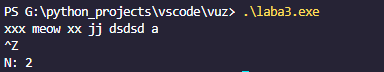 PS G:\python_projects\vscode\vuz> .\laba3.exe
xxx meow xx jj dsdsd a
^Z
N: 2